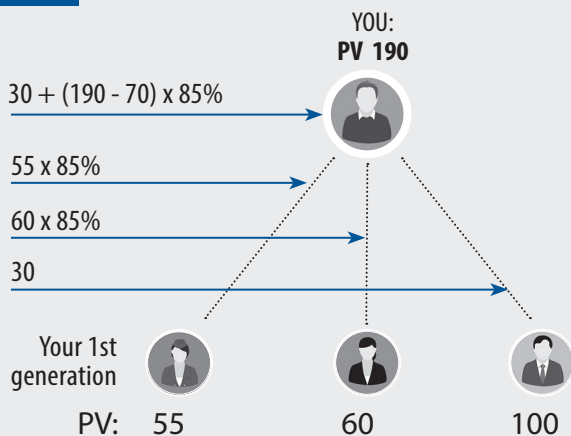 YOU:
PV 190
30 + (190 - 70) x 85%
55 x 85%
60 x 85%
30
Your 1st
generation
PV: 55 60 100